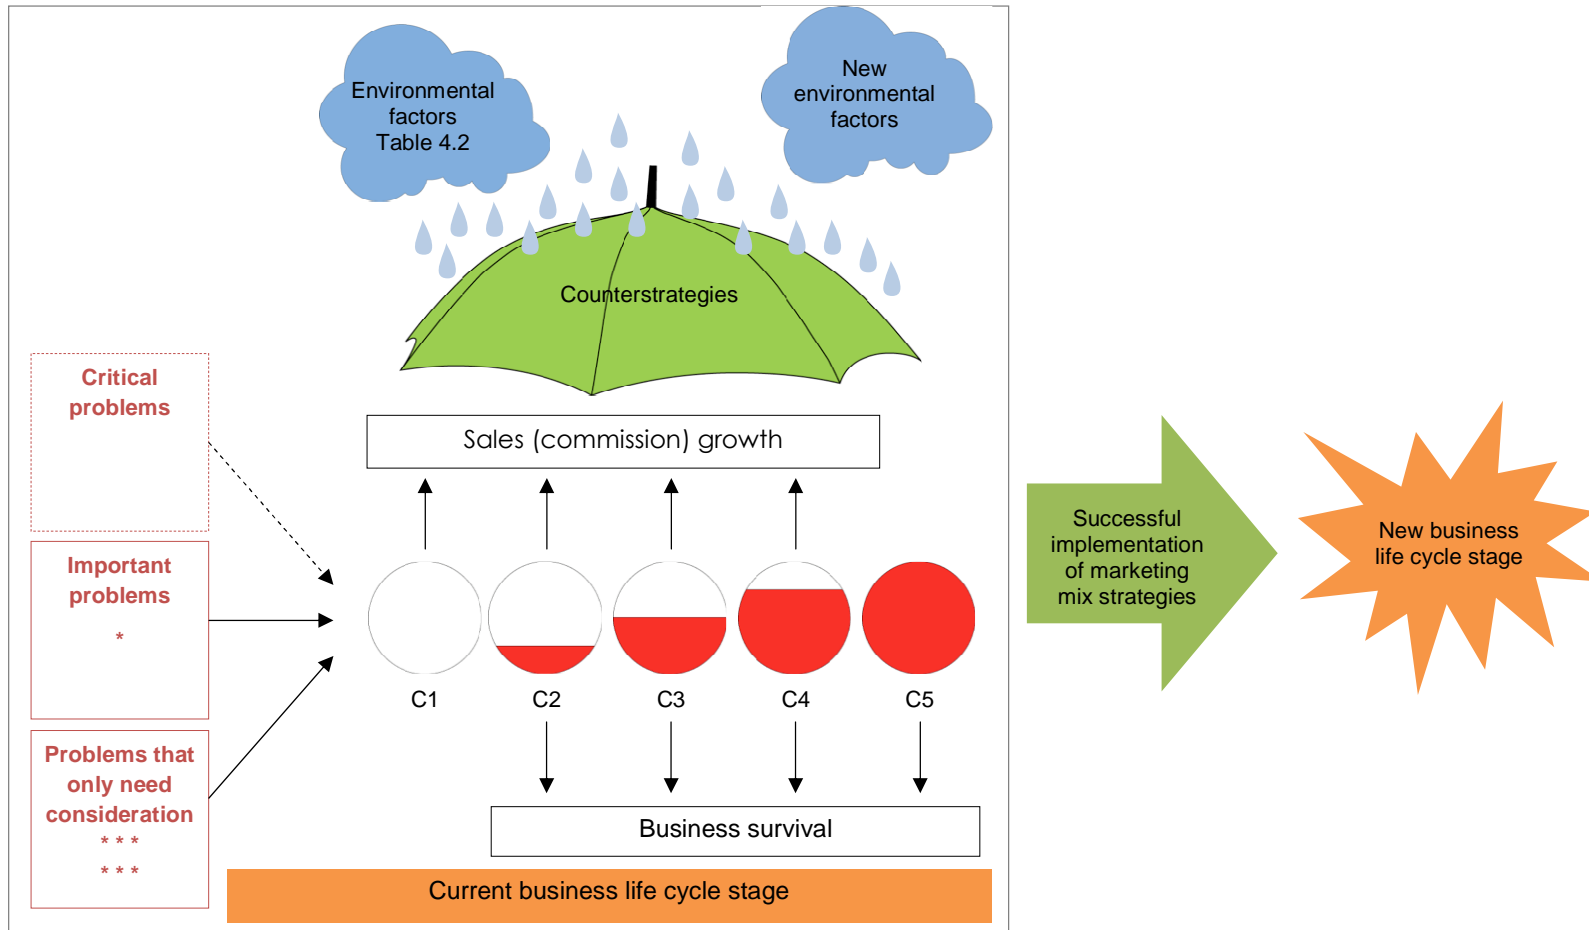 Environmental
factors
Table 4.2
New
environmental
factors
Counterstrategies
Critical
problems
Sales (commission) growth
Important
problems
*
Problems that
only need
consideration
* * *
* * *
C1
C2
C3
C4
C5
Business survival
Current business life cycle stage
Successful
implementation
of marketing
mix strategies
New business
life cycle stage